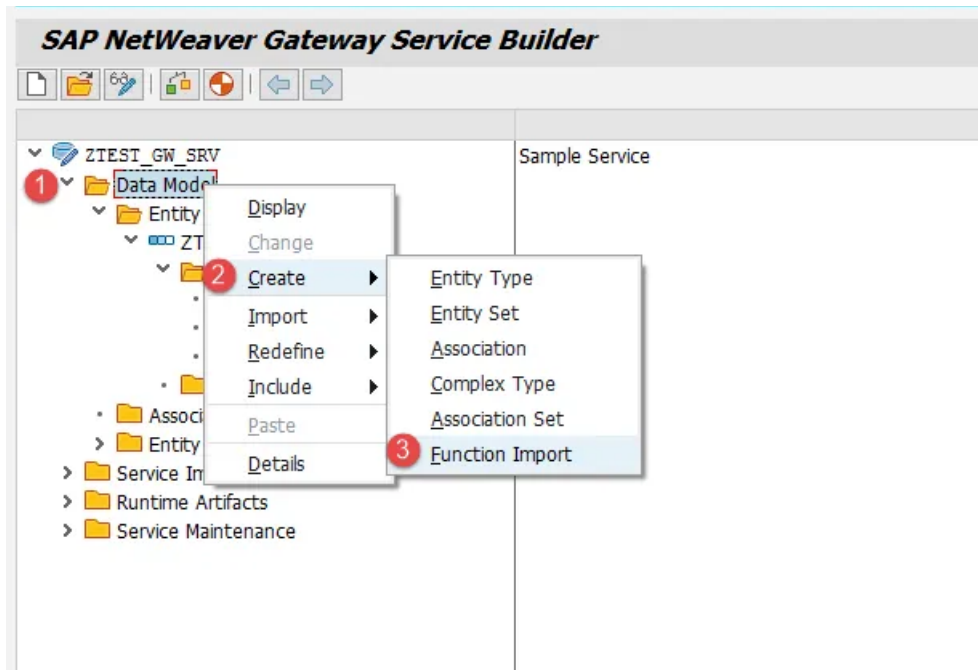 SAP NetWeaver Gateway Service Builder
ZTEST_GW_SRV
Sample Service
1
Data Model
Entity
ZT
Display
Change
2
Create
Import
Redefine
Include
Paste
Details
Entity Type
Entity Set
Association
Complex Type
Association Set
3
Function Import
Associ
Entity
Service Im
Runtime Artifacts
Service Maintenance